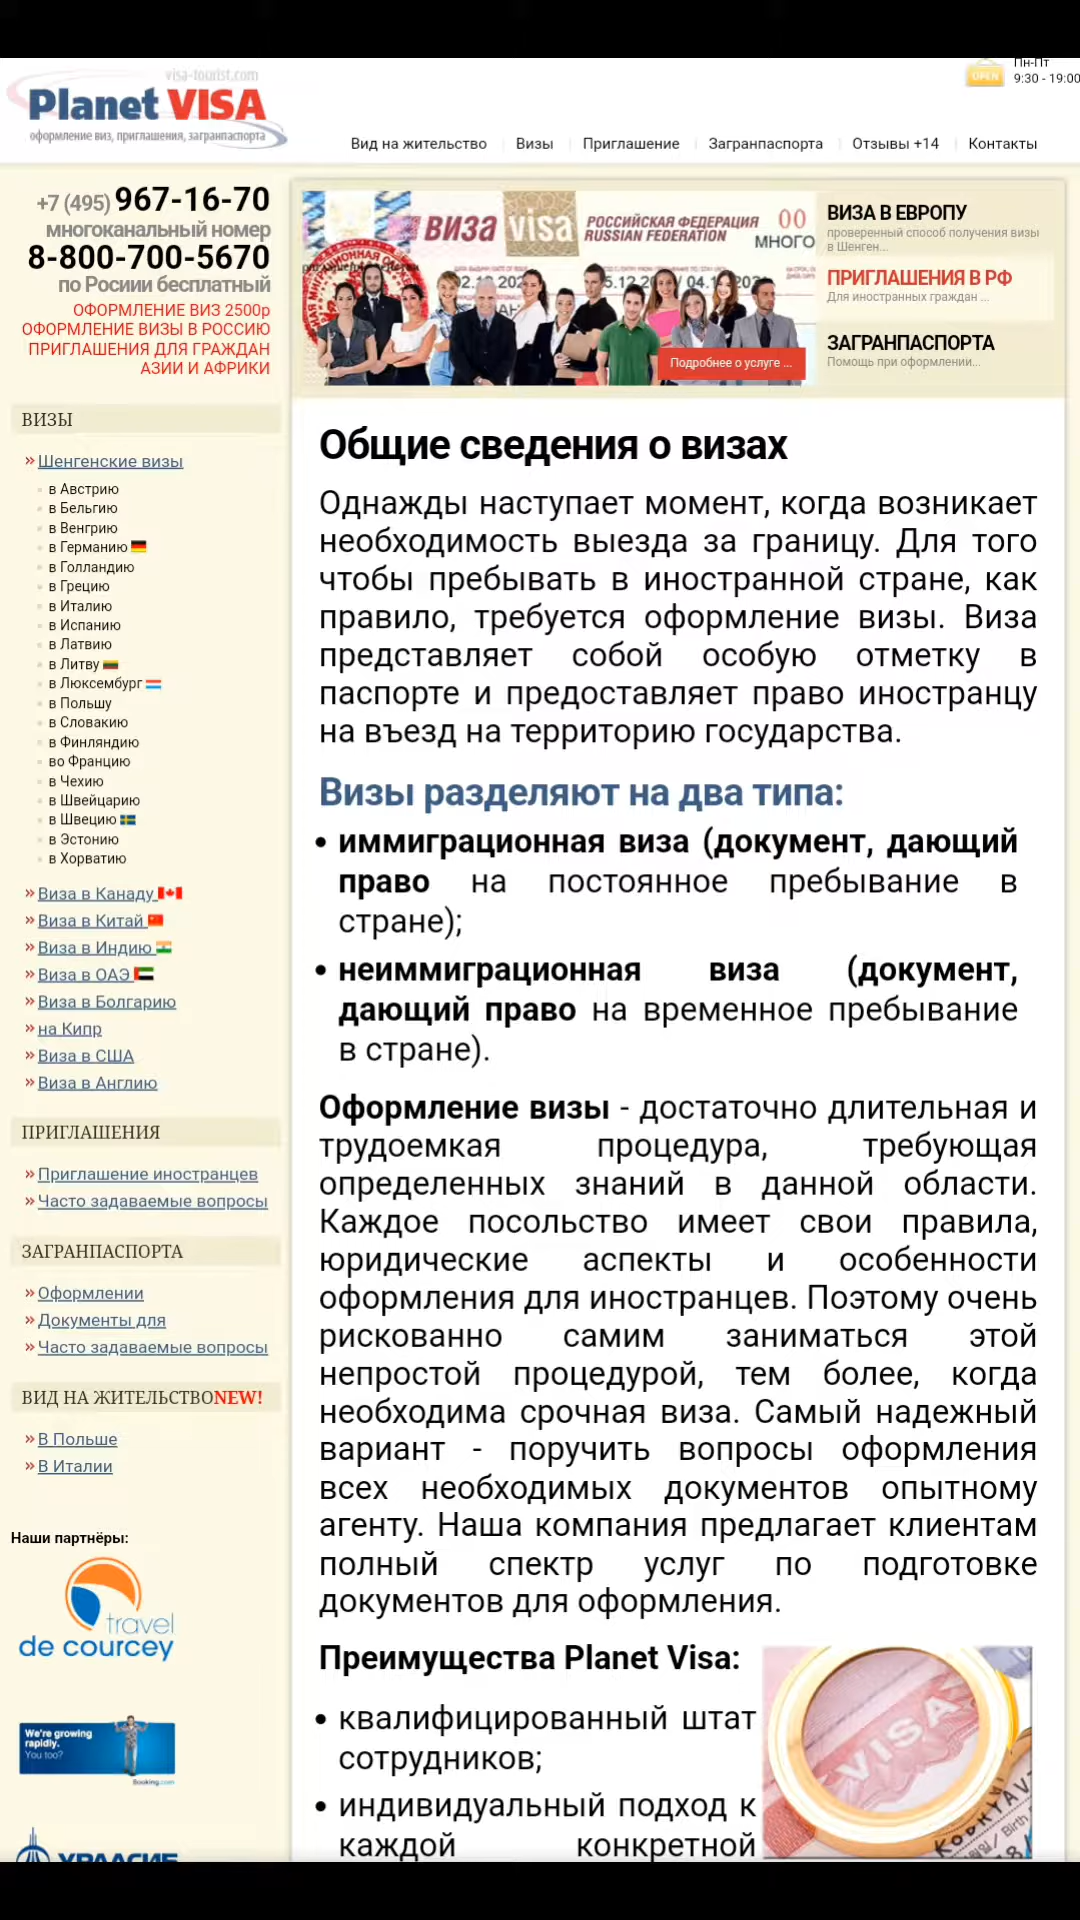 visa-tourist.com
Planet VISA
оформление виз, приглашения, загранпаспорта
OPEN
Пн-Пт
9:30 - 19:00
Вид на жительство
Визы
Приглашение
Загранпаспорта
Отзывы +14
Контакты
+7 (495) 967-16-70
многоканальный номер
8-800-700-5670
по Росиии бесплатный
ОФОРМЛЕНИЕ ВИЗ 2500р
ОФОРМЛЕНИЕ ВИЗЫ В РОССИЮ
ПРИГЛАШЕНИЯ ДЛЯ ГРАЖДАН
АЗИИ И АФРИКИ
ВИЗЫ
Шенгенские визы
в Австрию
в Бельгию
в Венгрию
в Германию
в Голландию
в Грецию
в Италию
в Испанию
в Латвию
в Литву
в Люксембург
в Польшу
в Словакию
в Финляндию
во Францию
в Чехию
в Швейцарию
в Швецию
в Эстонию
в Хорватию
Виза в Канаду
Виза в Китай
Виза в Индию
Виза в ОАЭ
Виза в Болгарию
на Кипр
Виза в США
Виза в Англию
ПРИГЛАШЕНИЯ
Приглашение иностранцев
Часто задаваемые вопросы
ЗАГРАНПАСПОРТА
Оформлении
Документы для
Часто задаваемые вопросы
ВИД НА ЖИТЕЛЬСТВОNEW!
В Польше
В Италии
Наши партнёры:
travel
de courcey
We're growing
rapidly.
You too?
Booking.com
УРАЛСИБ
ВИЗА visa РОССИЙСКАЯ ФЕДЕРАЦИЯ
RUSSIAN FEDERATION
00
МНОГО
Подробнее о услуге ...
ВИЗА В ЕВРОПУ
проверенный способ получения визы
в Шенген...
ПРИГЛАШЕНИЯ В РФ
Для иностранных граждан ...
ЗАГРАНПАСПОРТА
Помощь при оформлении...
Общие сведения о визах
Однажды наступает момент, когда возникает
необходимость выезда за границу. Для того
чтобы пребывать в иностранной стране, как
правило, требуется оформление визы. Виза
представляет собой особую отметку в
паспорте и предоставляет право иностранцу
на въезд на территорию государства.
Визы разделяют на два типа:
• иммиграционная виза (документ, дающий
право на постоянное пребывание в
стране);
• неиммиграционная виза (документ,
дающий право на временное пребывание
в стране).
Оформление визы - достаточно длительная и
трудоемкая процедура, требующая
определенных знаний в данной области.
Каждое посольство имеет свои правила,
юридические аспекты и особенности
оформления для иностранцев. Поэтому очень
рискованно самим заниматься этой
непростой процедурой, тем более, когда
необходима срочная виза. Самый надежный
вариант - поручить вопросы оформления
всех необходимых документов опытному
агенту. Наша компания предлагает клиентам
полный спектр услуг по подготовке
документов для оформления.
Преимущества Planet Visa:
• квалифицированный штат
сотрудников;
• индивидуальный подход к
каждой конкретной
VISA